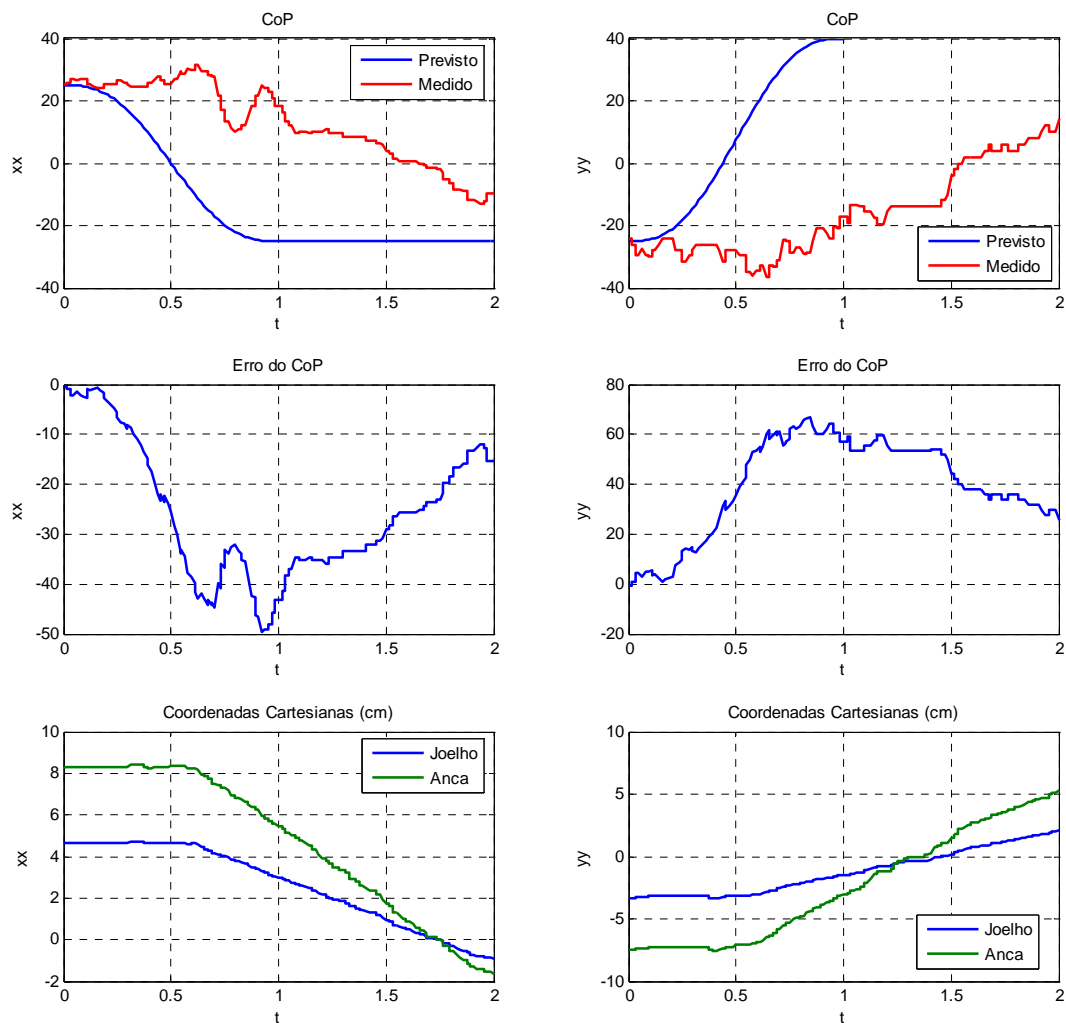 CoP
40
20
0
-20
-40
xx
0
0.5
1
1.5
2
t
Previsto
Medido
CoP
40
20
0
-20
-40
yy
0
0.5
1
1.5
2
t
Previsto
Medido
Erro do CoP
0
-10
-20
-30
-40
-50
xx
0
0.5
1
1.5
2
t
Erro do CoP
80
60
40
20
0
-20
yy
0
0.5
1
1.5
2
t
Coordenadas Cartesianas (cm)
10
8
6
4
2
0
-2
xx
0
0.5
1
1.5
2
t
Joelho
Anca
Coordenadas Cartesianas (cm)
10
5
0
-5
-10
yy
0
0.5
1
1.5
2
t
Joelho
Anca